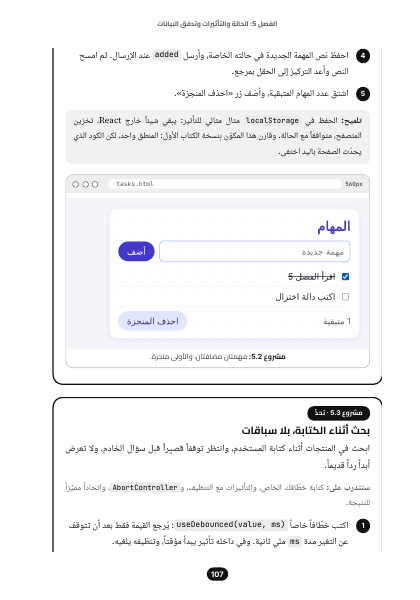 الفصل 5: الحالة والتأثيرات وتدفق البيانات
4 احفظ نص المهمة الجديدة في حالته الخاصة، وأرسل added عند الإرسال. ثم امسح
النص وأعد التركيز إلى الحقل بمرجع.
5 اشتق عدد المهام المتبقية، وأضف زر «احذف المنجزة».
تلميح: الحفظ في localStorage مثال مثالي للتأثير: يبقي شيئاً خارج React، تخزين
المتصفح، متوافقاً مع الحالة. وقارن هذا المكوّن بنسخة الكتاب الأول: المنطق واحد، لكن الكود الذي
يحدّث الصفحة باليد اختفى.
tasks.html 560px
المهام
مهمة جديدة أضف
اقرأ الفصل 5
اكتب دالة اختزال
1 متبقية احذف المنجزة
مشروع 5.2: مهمتان مضافتان، والأولى منجزة.
مشروع 5.3 · تحدٍّ
بحث أثناء الكتابة، بلا سباقات
ابحث في المنتجات أثناء كتابة المستخدم، وانتظر توقفاً قصيراً قبل سؤال الخادم، ولا تعرض
أبداً رداً قديماً.
ستتدرب على: كتابة خطّافك الخاص، والتأثيرات مع التنظيف، و AbortController، واتحاداً مميّزاً
للنتيجة.
1 اكتب خطّافاً خاصاً useDebounced(value, ms): يُرجع القيمة فقط بعد أن تتوقف
عن التغير مدة ms ملي ثانية. وفي داخله تأثير يبدأ مؤقتاً، وتنظيفه يلغيه.
107